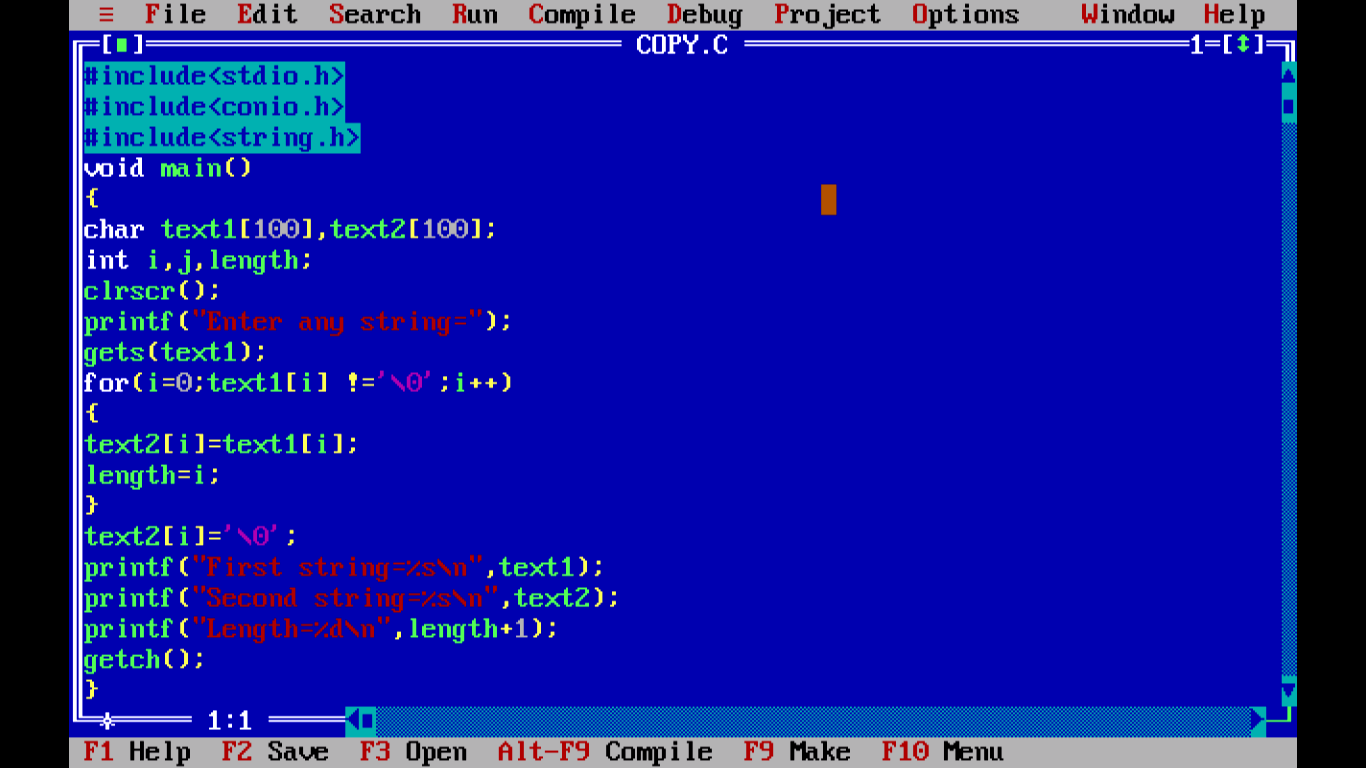 ≡ File Edit Search Run Compile Debug Project Options Window Help
[■] COPY.C 1=[↕]
#include<stdio.h>
#include<conio.h>
#include<string.h>
void main()
{
char text1[100],text2[100];
int i,j,length;
clrscr();
printf("Enter any string=");
gets(text1);
for(i=0;text1[i] !='\0';i++)
{
text2[i]=text1[i];
length=i;
}
text2[i]='\0';
printf("First string=%s\n",text1);
printf("Second string=%s\n",text2);
printf("Length=%d\n",length+1);
getch();
}
1:1
F1 Help F2 Save F3 Open Alt-F9 Compile F9 Make F10 Menu